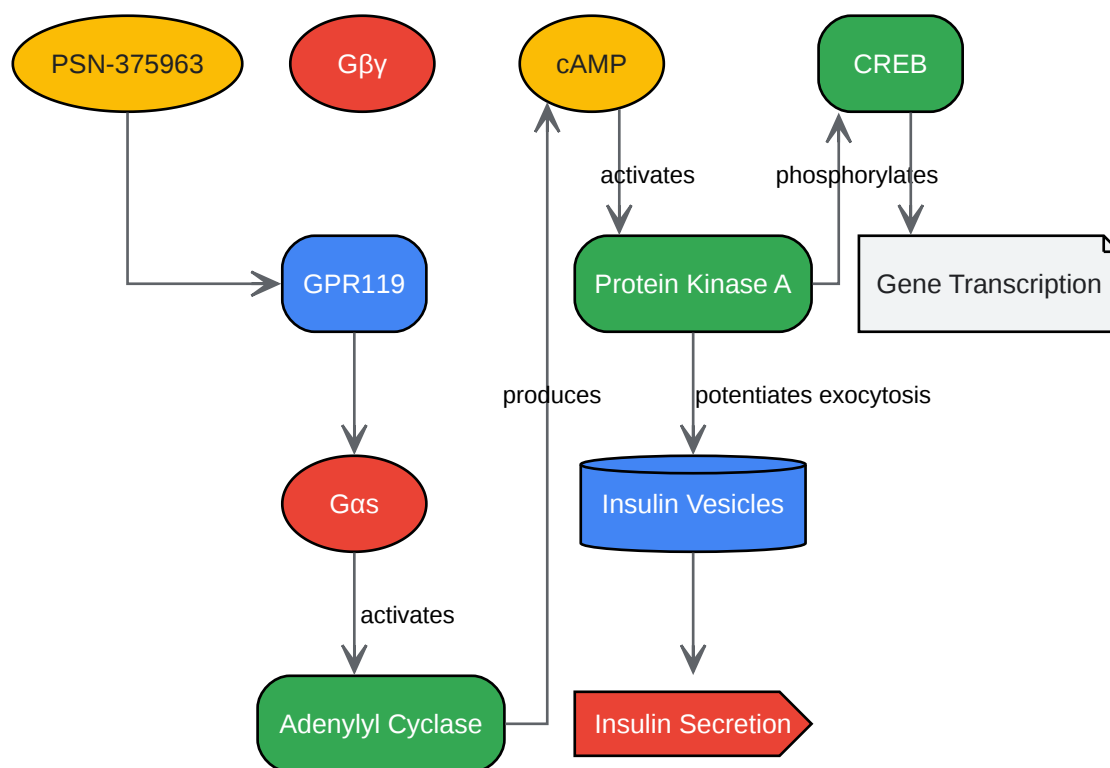 PSN-375963
Gβγ
cAMP
CREB
activates
phosphorylates
GPR119
Protein Kinase A
Gene Transcription
produces
potentiates exocytosis
Gαs
Insulin Vesicles
activates
Adenylyl Cyclase
Insulin Secretion